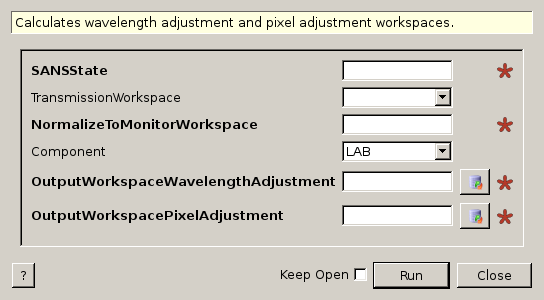 Calculates wavelength adjustment and pixel adjustment workspaces.
SANSState
TransmissionWorkspace
NormalizeToMonitorWorkspace
Component LAB
OutputWorkspaceWavelengthAdjustment
OutputWorkspacePixelAdjustment
? Keep Open Run Close